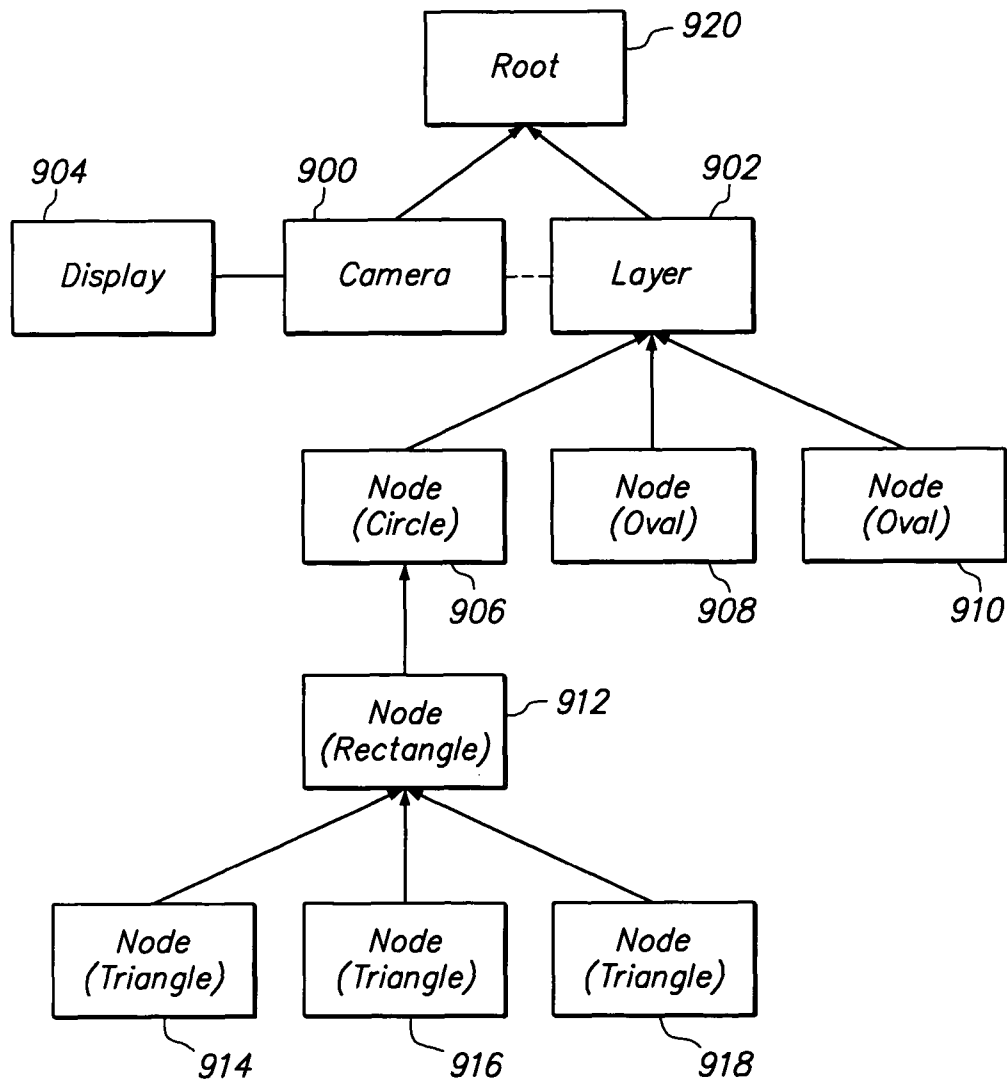 920
Root
904
900
902
Display
Camera
Layer
Node
(Circle)
Node
(Oval)
Node
(Oval)
906
908
910
Node
(Rectangle)
912
Node
(Triangle)
Node
(Triangle)
Node
(Triangle)
914
916
918